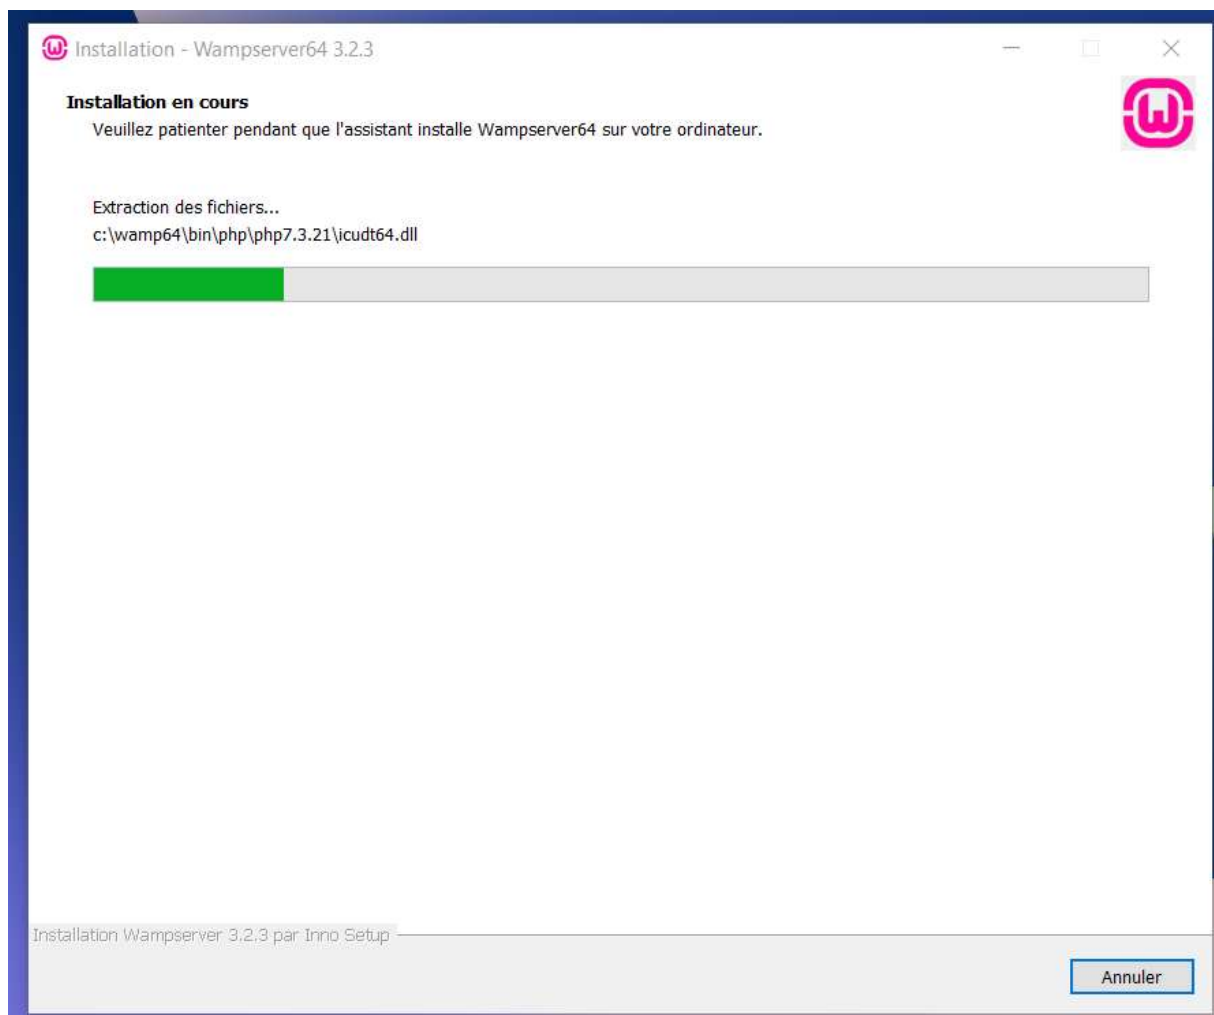 Installation - Wampserver64 3.2.3
Installation en cours
Veuillez patienter pendant que l'assistant installe Wampserver64 sur votre ordinateur.
Extraction des fichiers...
c:\wamp64\bin\php\php7.3.21\icudt64.dll
Installation Wampserver 3.2.3 par Inno Setup
Annuler